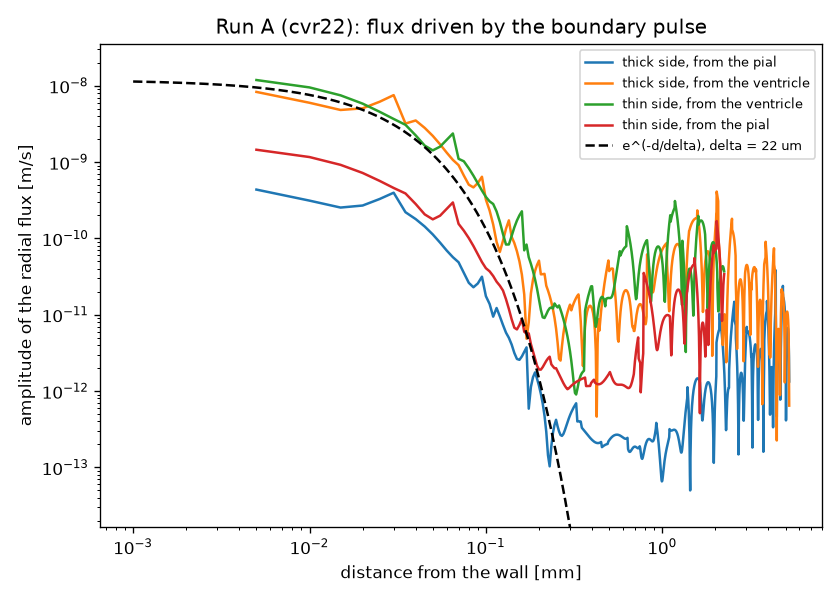 Run A (cvr22): flux driven by the boundary pulse
amplitude of the radial flux [m/s]
10⁻⁸
10⁻⁹
10⁻¹⁰
10⁻¹¹
10⁻¹²
10⁻¹³
thick side, from the pial
thick side, from the ventricle
thin side, from the ventricle
thin side, from the pial
e^(-d/delta), delta = 22 um
10⁻³
10⁻²
10⁻¹
10⁰
distance from the wall [mm]